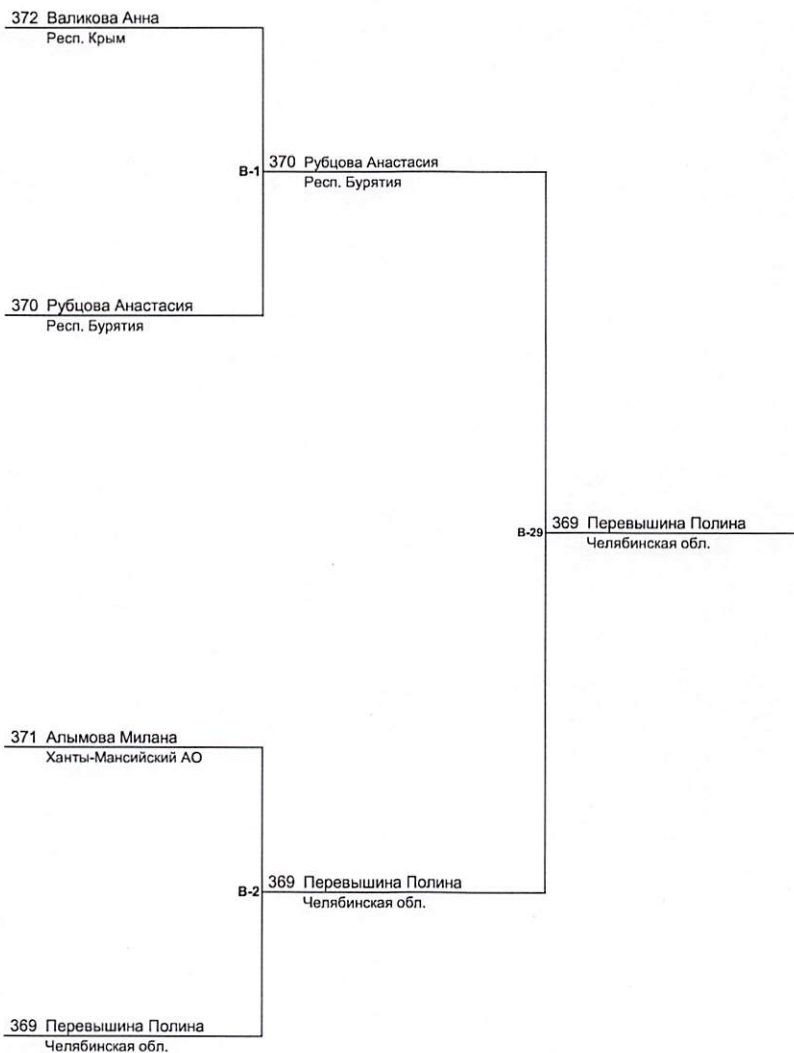 372 Валикова Анна
Респ. Крым
B-1
370 Рубцова Анастасия
Респ. Бурятия
370 Рубцова Анастасия
Респ. Бурятия
B-29
369 Перевышина Полина
Челябинская обл.
371 Алымова Милана
Ханты-Мансийский АО
B-2
369 Перевышина Полина
Челябинская обл.
369 Перевышина Полина
Челябинская обл.